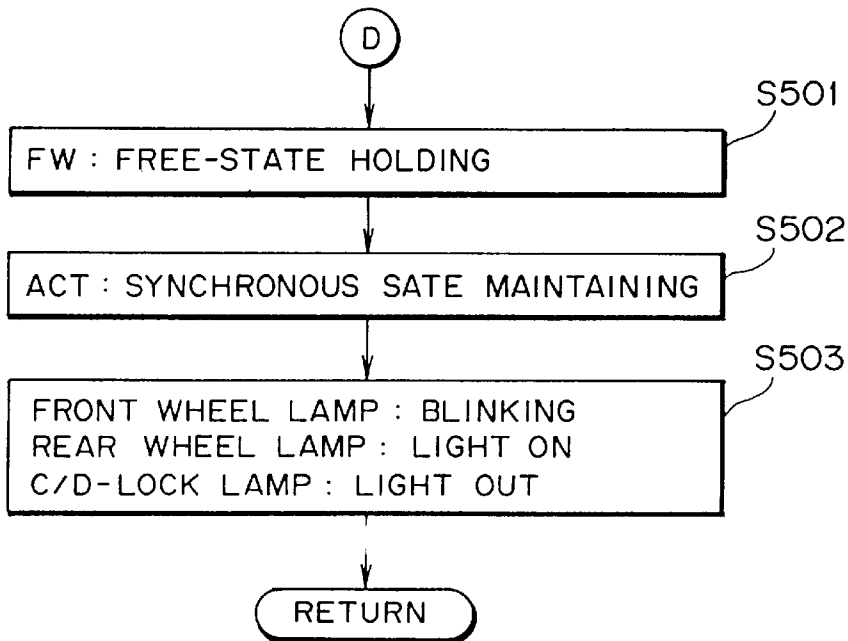 D
S501
FW : FREE-STATE HOLDING
S502
ACT : SYNCHRONOUS SATE MAINTAINING
S503
FRONT WHEEL LAMP : BLINKING
REAR WHEEL LAMP : LIGHT ON
C/D-LOCK LAMP : LIGHT OUT
RETURN